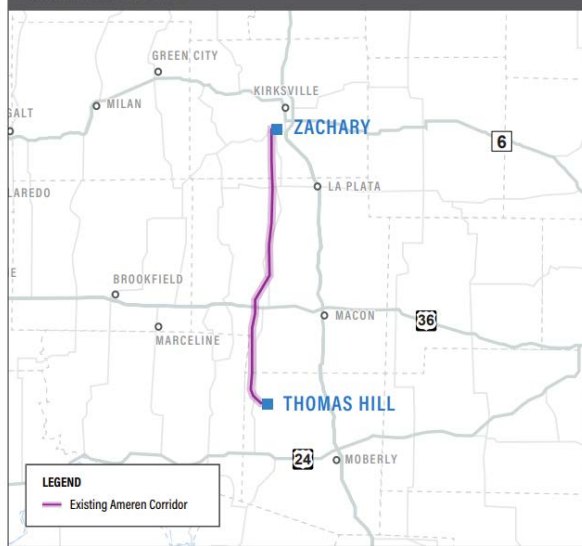 GREEN CITY
KIRKSVILLE
MILAN
GALT
ZACHARY
6
LA PLATA
LAREDO
E
BROOKFIELD
MACON
36
MARCELINE
THOMAS HILL
24
MOBERLY
LEGEND
Existing Ameren Corridor